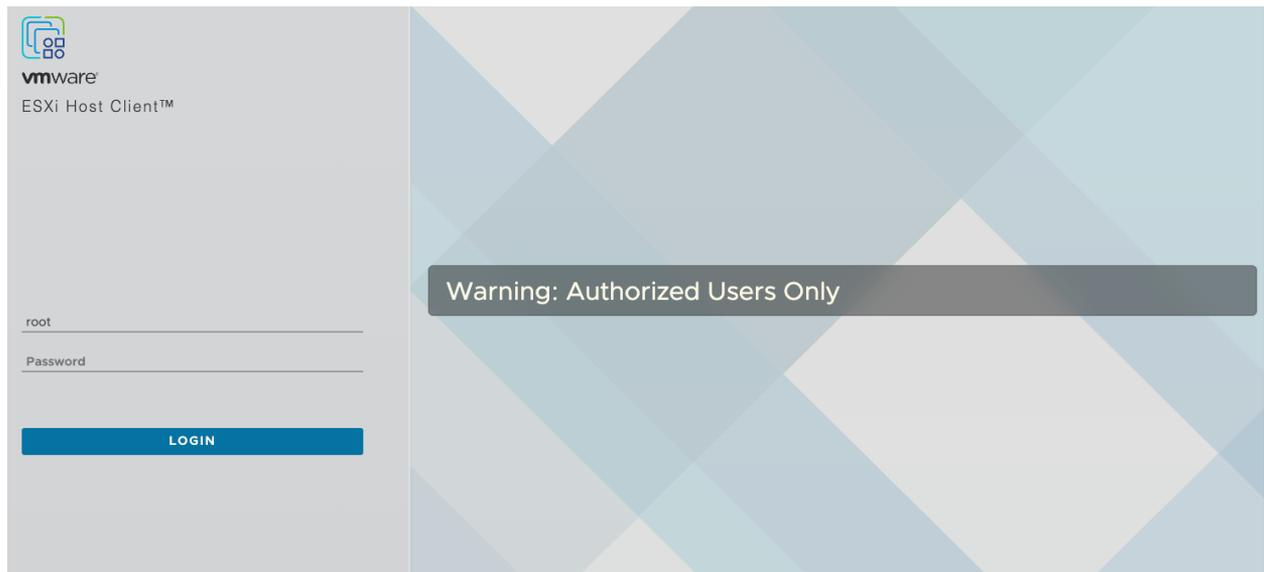 vmware®
ESXi Host Client™
root
Password
LOGIN
Warning: Authorized Users Only